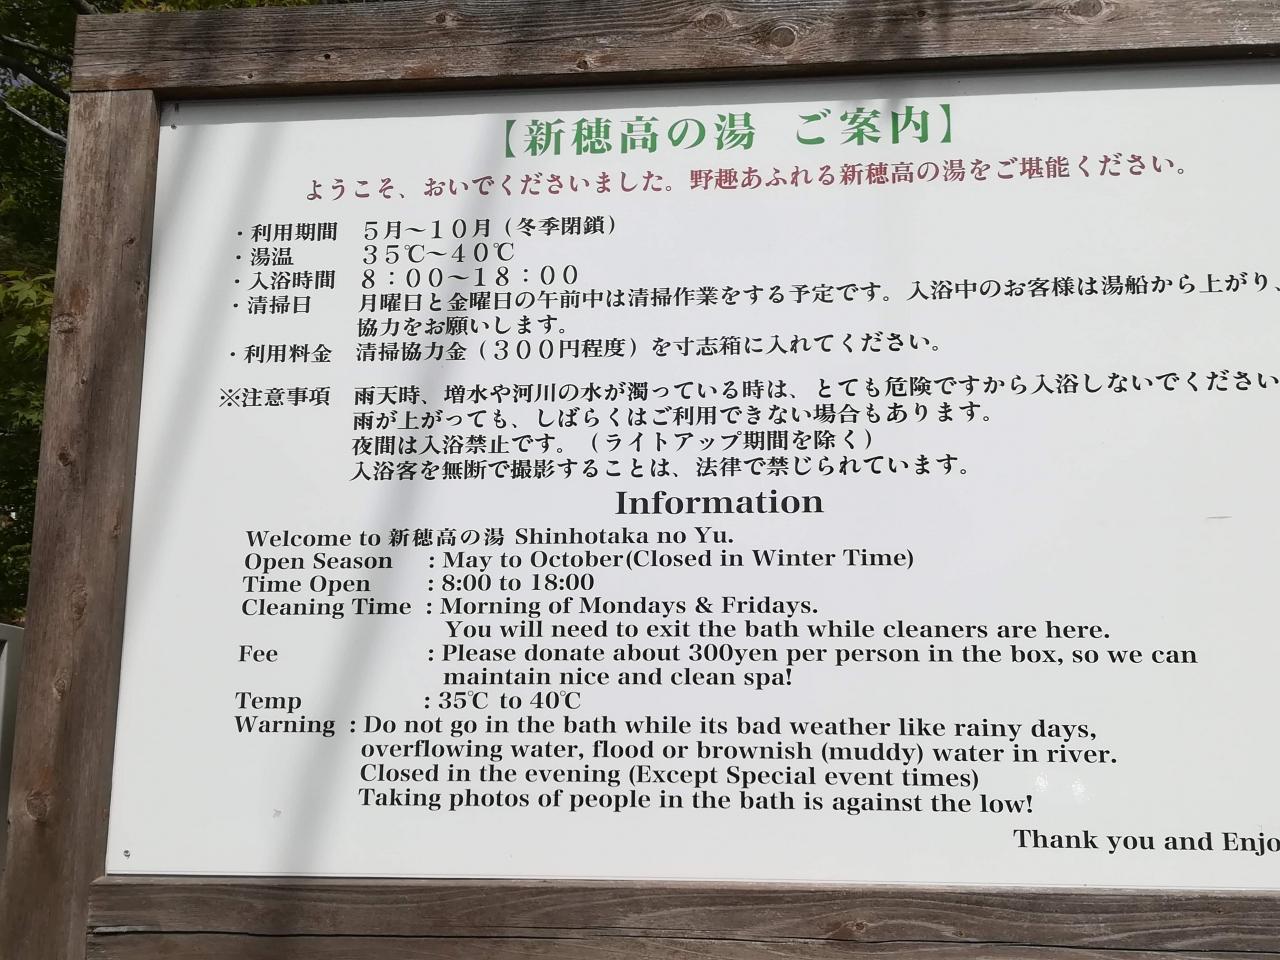 【新穂高の湯 ご案内】
ようこそ、おいでくださいました。野趣あふれる新穂高の湯をご堪能ください。
・利用期間 5月〜10月（冬季閉鎖）
・湯温 35℃〜40℃
・入浴時間 8：00〜18：00
・清掃日 月曜日と金曜日の午前中は清掃作業をする予定です。入浴中のお客様は湯船から上がり、
協力をお願いします。
・利用料金 清掃協力金（300円程度）を寸志箱に入れてください。
※注意事項 雨天時、増水や河川の水が濁っている時は、とても危険ですから入浴しないでください
雨が上がっても、しばらくはご利用できない場合もあります。
夜間は入浴禁止です。（ライトアップ期間を除く）
入浴客を無断で撮影することは、法律で禁じられています。
Information
Welcome to 新穂高の湯 Shinhotaka no Yu.
Open Season : May to October(Closed in Winter Time)
Time Open : 8:00 to 18:00
Cleaning Time : Morning of Mondays & Fridays.
You will need to exit the bath while cleaners are here.
Fee : Please donate about 300yen per person in the box, so we can
maintain nice and clean spa!
Temp : 35℃ to 40℃
Warning : Do not go in the bath while its bad weather like rainy days,
overflowing water, flood or brownish (muddy) water in river.
Closed in the evening (Except Special event times)
Taking photos of people in the bath is against the low!
Thank you and Enjo